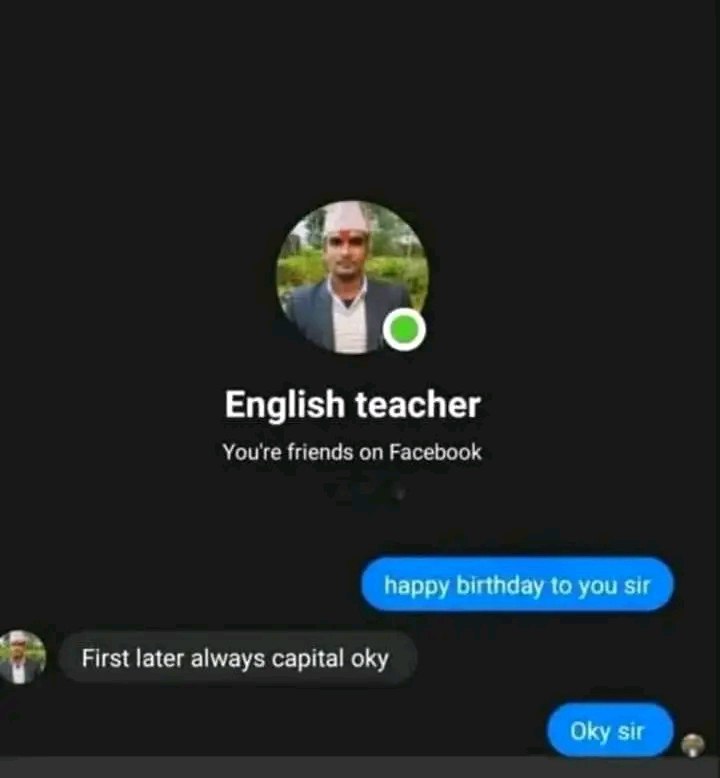 English teacher
You're friends on Facebook
happy birthday to you sir
First later always capital oky
Oky sir